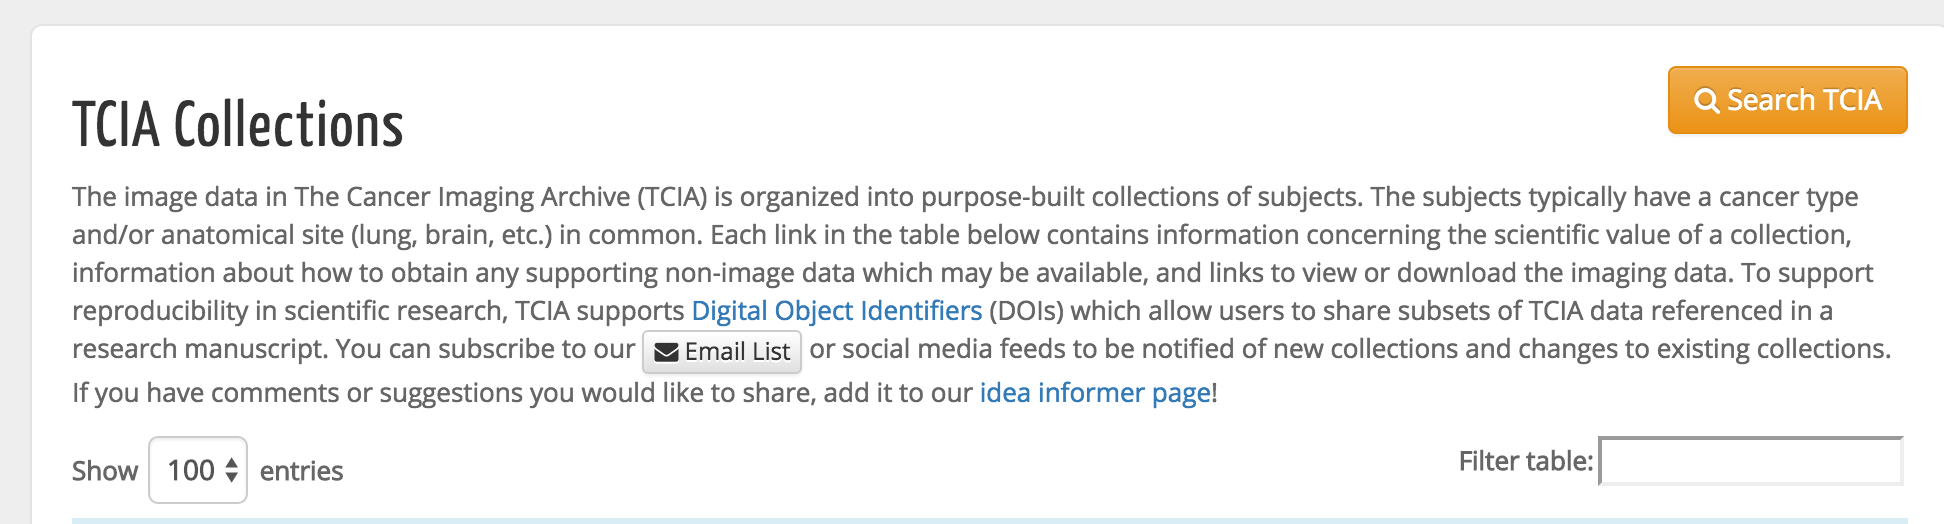 Search TCIA
TCIA Collections
The image data in The Cancer Imaging Archive (TCIA) is organized into purpose-built collections of subjects. The subjects typically have a cancer type
and/or anatomical site (lung, brain, etc.) in common. Each link in the table below contains information concerning the scientific value of a collection,
information about how to obtain any supporting non-image data which may be available, and links to view or download the imaging data. To support
reproducibility in scientific research, TCIA supports Digital Object Identifiers (DOIs) which allow users to share subsets of TCIA data referenced in a
research manuscript. You can subscribe to our Email List or social media feeds to be notified of new collections and changes to existing collections.
If you have comments or suggestions you would like to share, add it to our idea informer page!
Show 100 entries
Filter table: